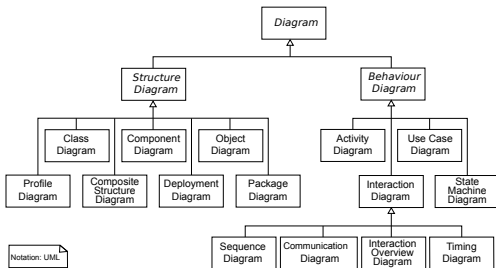 Diagram
Structure
Diagram
Behaviour
Diagram
Class
Diagram
Component
Diagram
Object
Diagram
Activity
Diagram
Use Case
Diagram
Profile
Diagram
Composite
Structure
Diagram
Deployment
Diagram
Package
Diagram
Interaction
Diagram
State
Machine
Diagram
Sequence
Diagram
Communication
Diagram
Interaction
Overview
Diagram
Timing
Diagram
Notation: UML